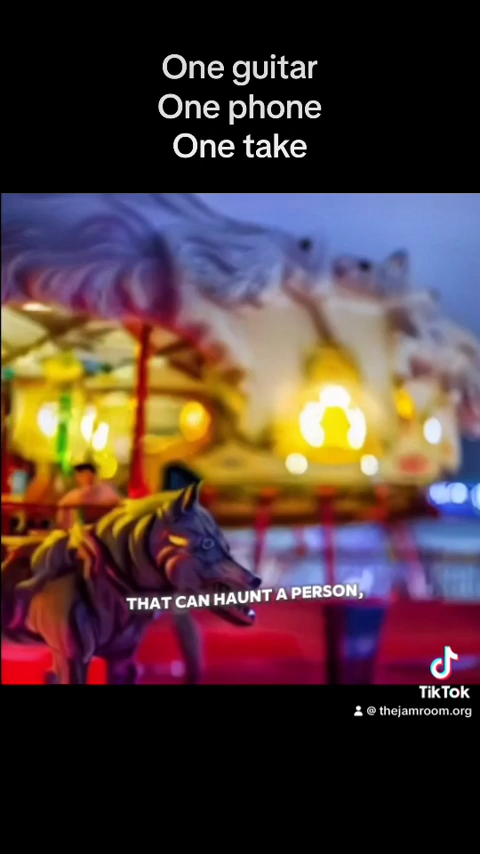 One guitar
One phone
One take
THAT CAN HAUNT A PERSON,
TikTok
@ thejamroom.org